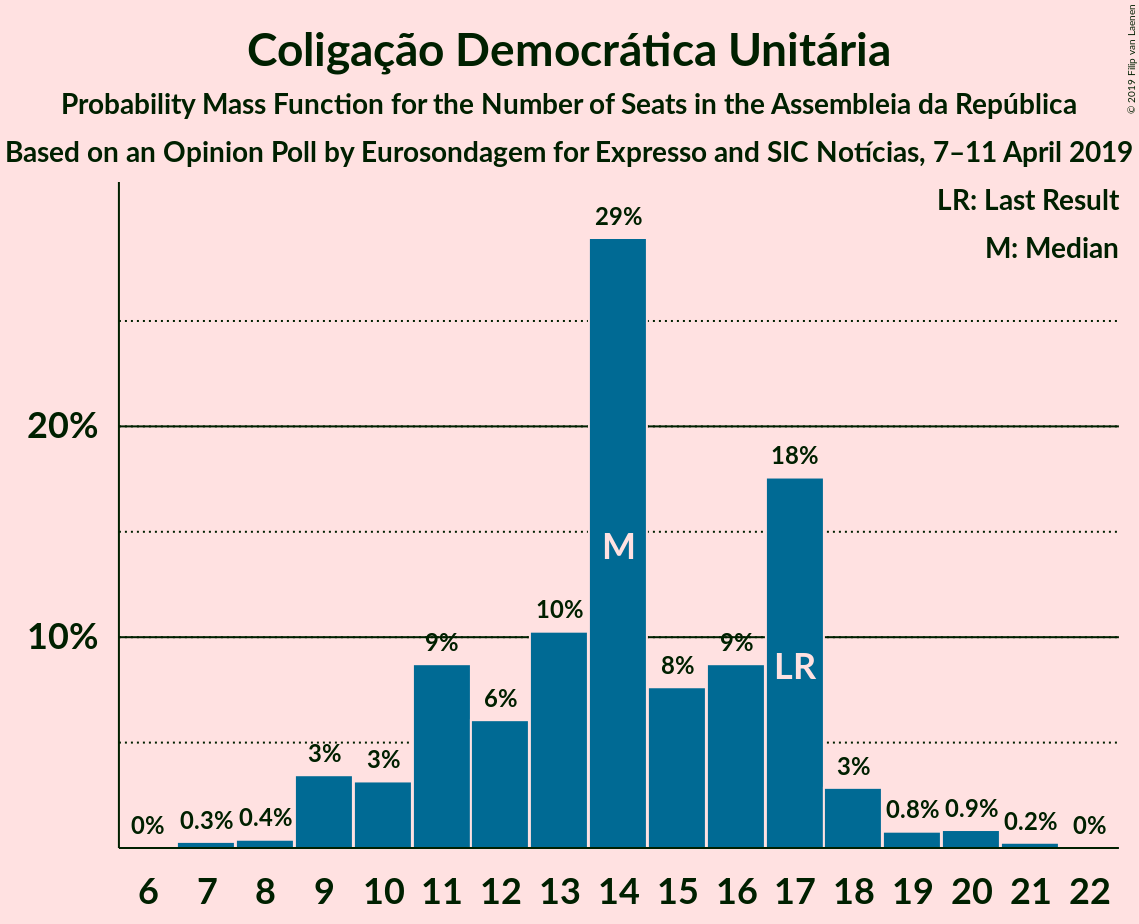 Coligação Democrática Unitária
Probability Mass Function for the Number of Seats in the Assembleia da República
Based on an Opinion Poll by Eurosondagem for Expresso and SIC Notícias, 7–11 April 2019
© 2019 Filip van Laenen
LR: Last Result
M: Median
20%
10%
0% 0.3% 0.4% 3% 3% 9% 6% 10% 29% 8% 9% 18% 3% 0.8% 0.9% 0.2% 0%
M
LR
6 7 8 9 10 11 12 13 14 15 16 17 18 19 20 21 22